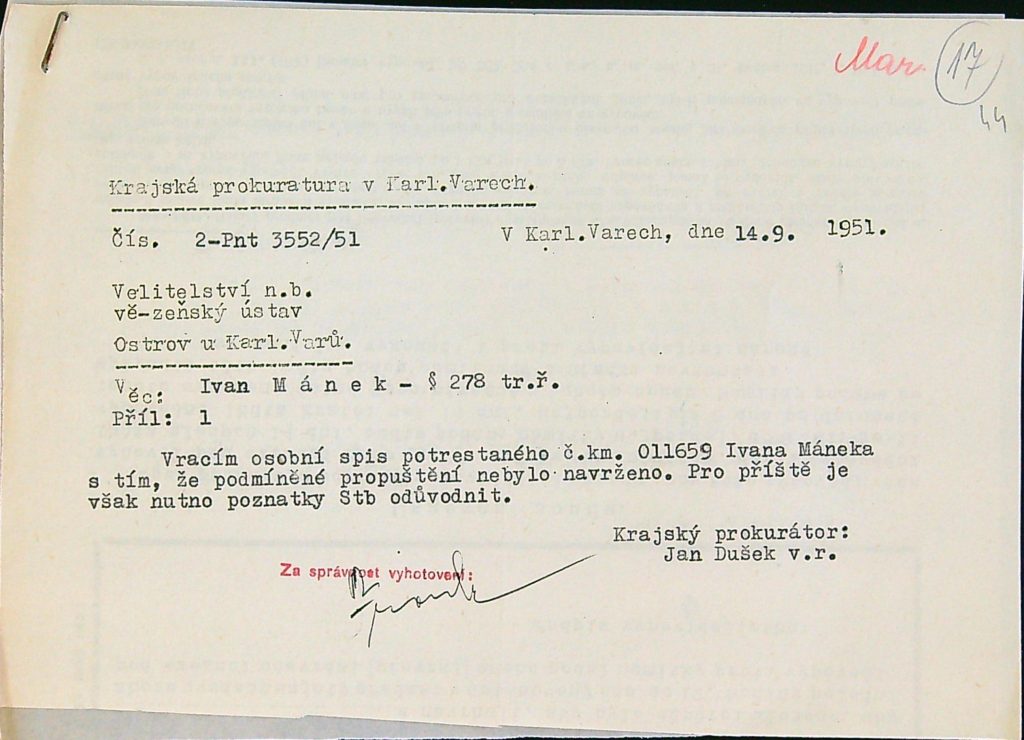 Mar. 17
44
Krajská prokuratura v Karl.Varech.
Čís. 2-Pnt 3552/51 V Karl.Varech, dne 14.9. 1951.
Velitelství n.b.
vě-zeňský ústav
Ostrov u Karl.Varů.
Věc: Ivan M á n e k - § 278 tr.ř.
Příl: 1
Vracím osobní spis potrestaného č.km. 011659 Ivana Máneka
s tím, že podmíněné propuštění nebylo navrženo. Pro příště je
však nutno poznatky Stb odůvodnit.
Krajský prokurátor:
Jan Dušek v.r.
Za správnost vyhotovení: